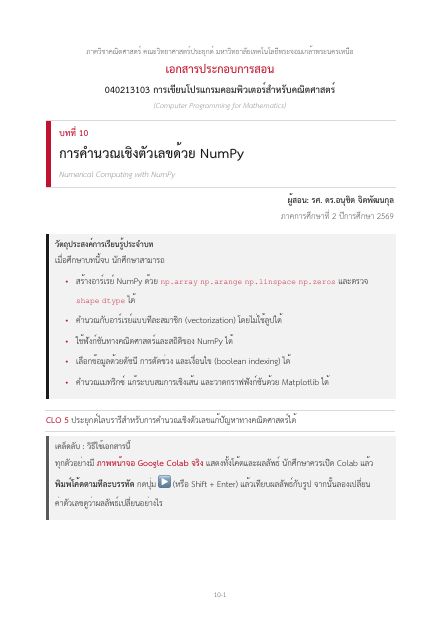 ภาควิชาคณิตศาสตร์ คณะวิทยาศาสตร์ประยุกต์ มหาวิทยาลัยเทคโนโลยีพระจอมเกล้าพระนครเหนือ
เอกสารประกอบการสอน
040213103 การเขียนโปรแกรมคอมพิวเตอร์สำหรับคณิตศาสตร์
(Computer Programming for Mathematics)
บทที่ 10
การคำนวณเชิงตัวเลขด้วย NumPy
Numerical Computing with NumPy
ผู้สอน: รศ. ดร.อนุชิต จิตพัฒนกุล
ภาคการศึกษาที่ 2 ปีการศึกษา 2569
วัตถุประสงค์การเรียนรู้ประจำบท
เมื่อศึกษาบทนี้จบ นักศึกษาสามารถ
• สร้างอาร์เรย์ NumPy ด้วย np.array np.arange np.linspace np.zeros และตรวจ
shape dtype ได้
• คำนวณกับอาร์เรย์แบบทีละสมาชิก (vectorization) โดยไม่ใช้ลูปได้
• ใช้ฟังก์ชันทางคณิตศาสตร์และสถิติของ NumPy ได้
• เลือกข้อมูลด้วยดัชนี การตัดช่วง และเงื่อนไข (boolean indexing) ได้
• คำนวณเมทริกซ์ แก้ระบบสมการเชิงเส้น และวาดกราฟฟังก์ชันด้วย Matplotlib ได้
CLO 5 ประยุกต์ไลบรารีสำหรับการคำนวณเชิงตัวเลขแก้ปัญหาทางคณิตศาสตร์ได้
เคล็ดลับ : วิธีใช้เอกสารนี้
ทุกตัวอย่างมี ภาพหน้าจอ Google Colab จริง แสดงทั้งโค้ดและผลลัพธ์ นักศึกษาควรเปิด Colab แล้ว
พิมพ์โค้ดตามทีละบรรทัด กดปุ่ม ▶ (หรือ Shift + Enter) แล้วเทียบผลลัพธ์กับรูป จากนั้นลองเปลี่ยน
ค่าตัวเลขดูว่าผลลัพธ์เปลี่ยนอย่างไร
10-1